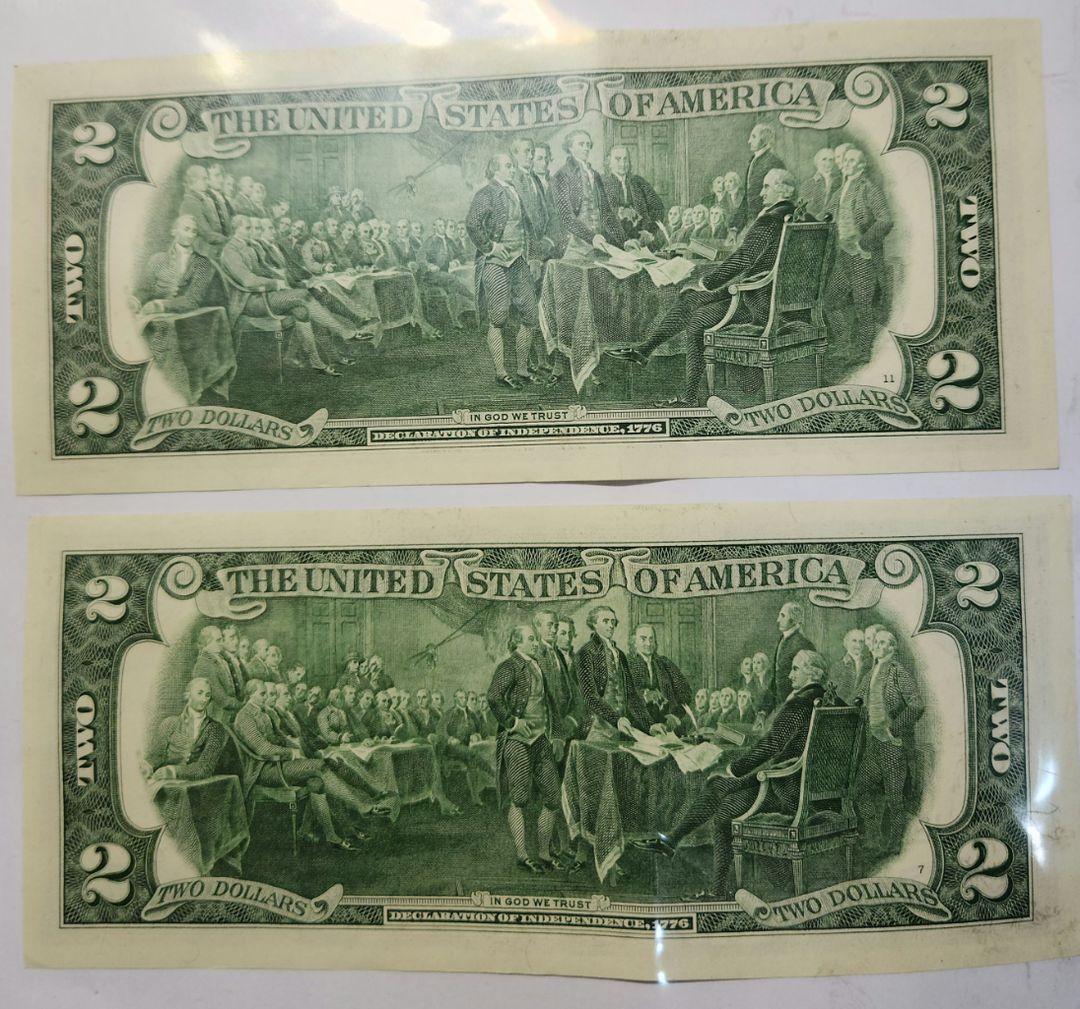 THE UNITED STATES OF AMERICA
2 2
TWO TWO
2 2
11
TWO DOLLARS IN GOD WE TRUST TWO DOLLARS
DECLARATION OF INDEPENDENCE, 1776
THE UNITED STATES OF AMERICA
2 2
TWO TWO
2 2
7
TWO DOLLARS IN GOD WE TRUST TWO DOLLARS
DECLARATION OF INDEPENDENCE, 1776